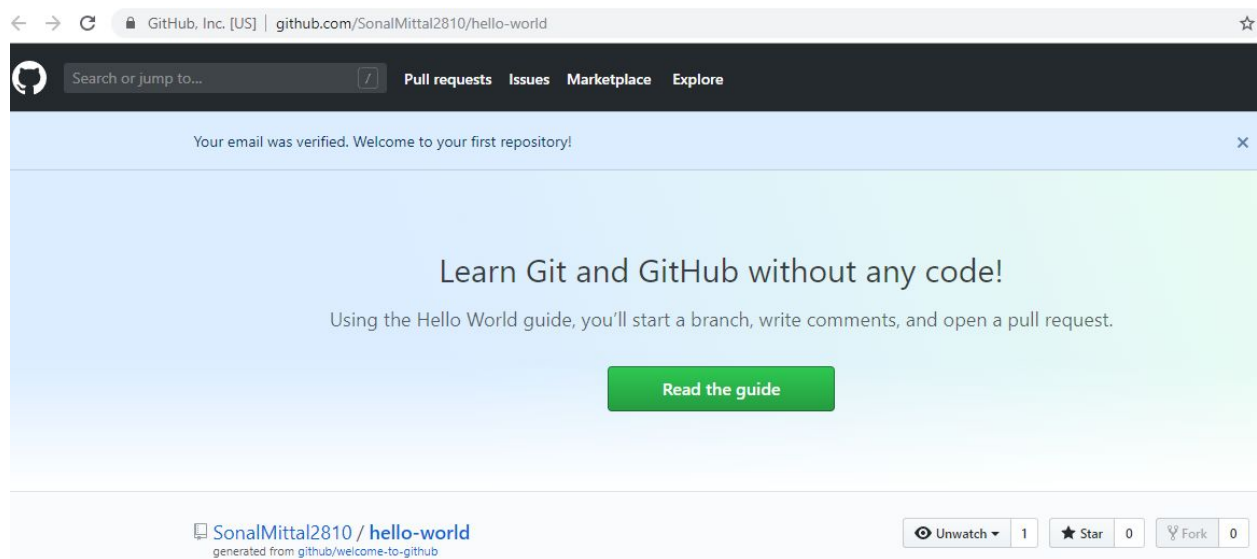 GitHub, Inc. [US] | github.com/SonalMittal2810/hello-world
Search or jump to... / Pull requests Issues Marketplace Explore
Your email was verified. Welcome to your first repository!
Learn Git and GitHub without any code!
Using the Hello World guide, you’ll start a branch, write comments, and open a pull request.
Read the guide
SonalMittal2810 / hello-world Unwatch 1 Star 0 Fork 0
generated from github/welcome-to-github